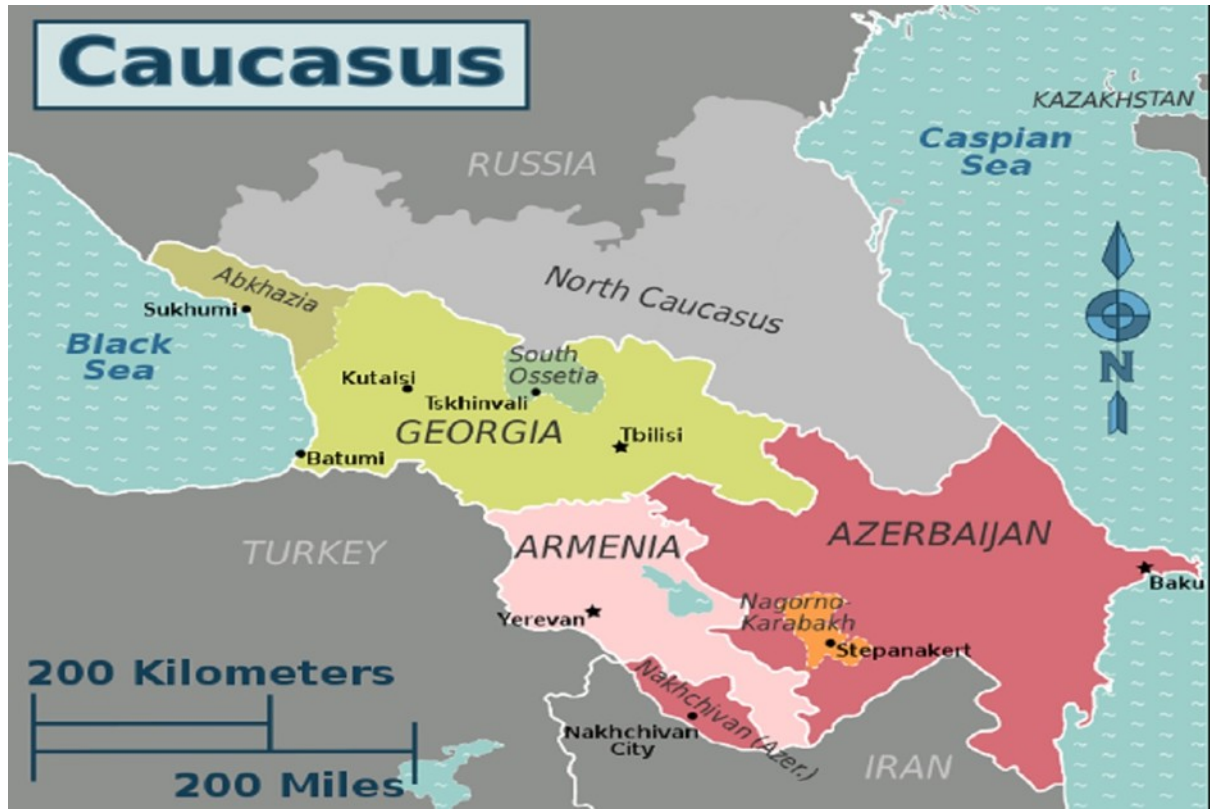 Caucasus
KAZAKHSTAN
Caspian
Sea
RUSSIA
North Caucasus
Abkhazia
Sukhumi
Black
Sea
South
Ossetia
Kutaisi
Tskhinvali
GEORGIA
Tbilisi
Batumi
N
TURKEY
ARMENIA
AZERBAIJAN
Baku
Nagorno-
Karabakh
Yerevan
Stepanakert
Nakhchivan (Azer.)
Nakhchivan
City
IRAN
200 Kilometers
200 Miles